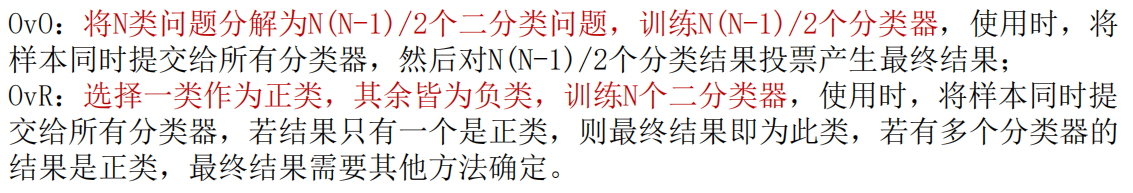 OvO：将N类问题分解为N(N-1)/2个二分类问题，训练N(N-1)/2个分类器，使用时，将
样本同时提交给所有分类器，然后对N(N-1)/2个分类结果投票产生最终结果；
OvR：选择一类作为正类，其余皆为负类，训练N个二分类器，使用时，将样本同时提
交给所有分类器，若结果只有一个是正类，则最终结果即为此类，若有多个分类器的
结果是正类，最终结果需要其他方法确定。